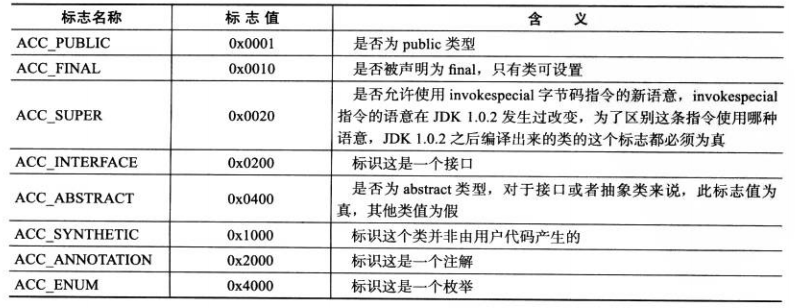 标志名称 标 志 值 含 义
ACC_PUBLIC 0x0001 是否为 public 类型
ACC_FINAL 0x0010 是否被声明为 final，只有类可设置
ACC_SUPER 0x0020 是否允许使用 invokespecial 字节码指令的新语意，invokespecial
指令的语意在 JDK 1.0.2 发生过改变，为了区别这条指令使用哪种
语意，JDK 1.0.2 之后编译出来的类的这个标志都必须为真
ACC_INTERFACE 0x0200 标识这是一个接口
ACC_ABSTRACT 0x0400 是否为 abstract 类型，对于接口或者抽象类来说，此标志值为
真，其他类值为假
ACC_SYNTHETIC 0x1000 标识这个类并非由用户代码产生的
ACC_ANNOTATION 0x2000 标识这是一个注解
ACC_ENUM 0x4000 标识这是一个枚举